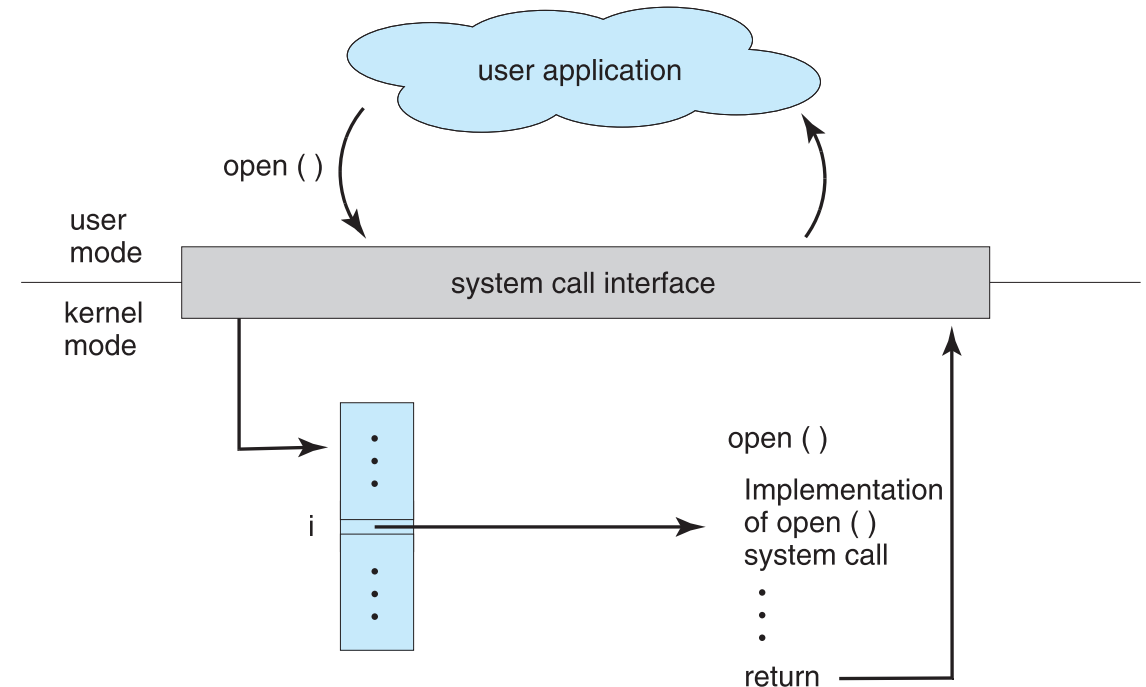 user application
open ( )
user
mode
system call interface
kernel
mode
open ( )
Implementation
of open ( )
system call
i
return